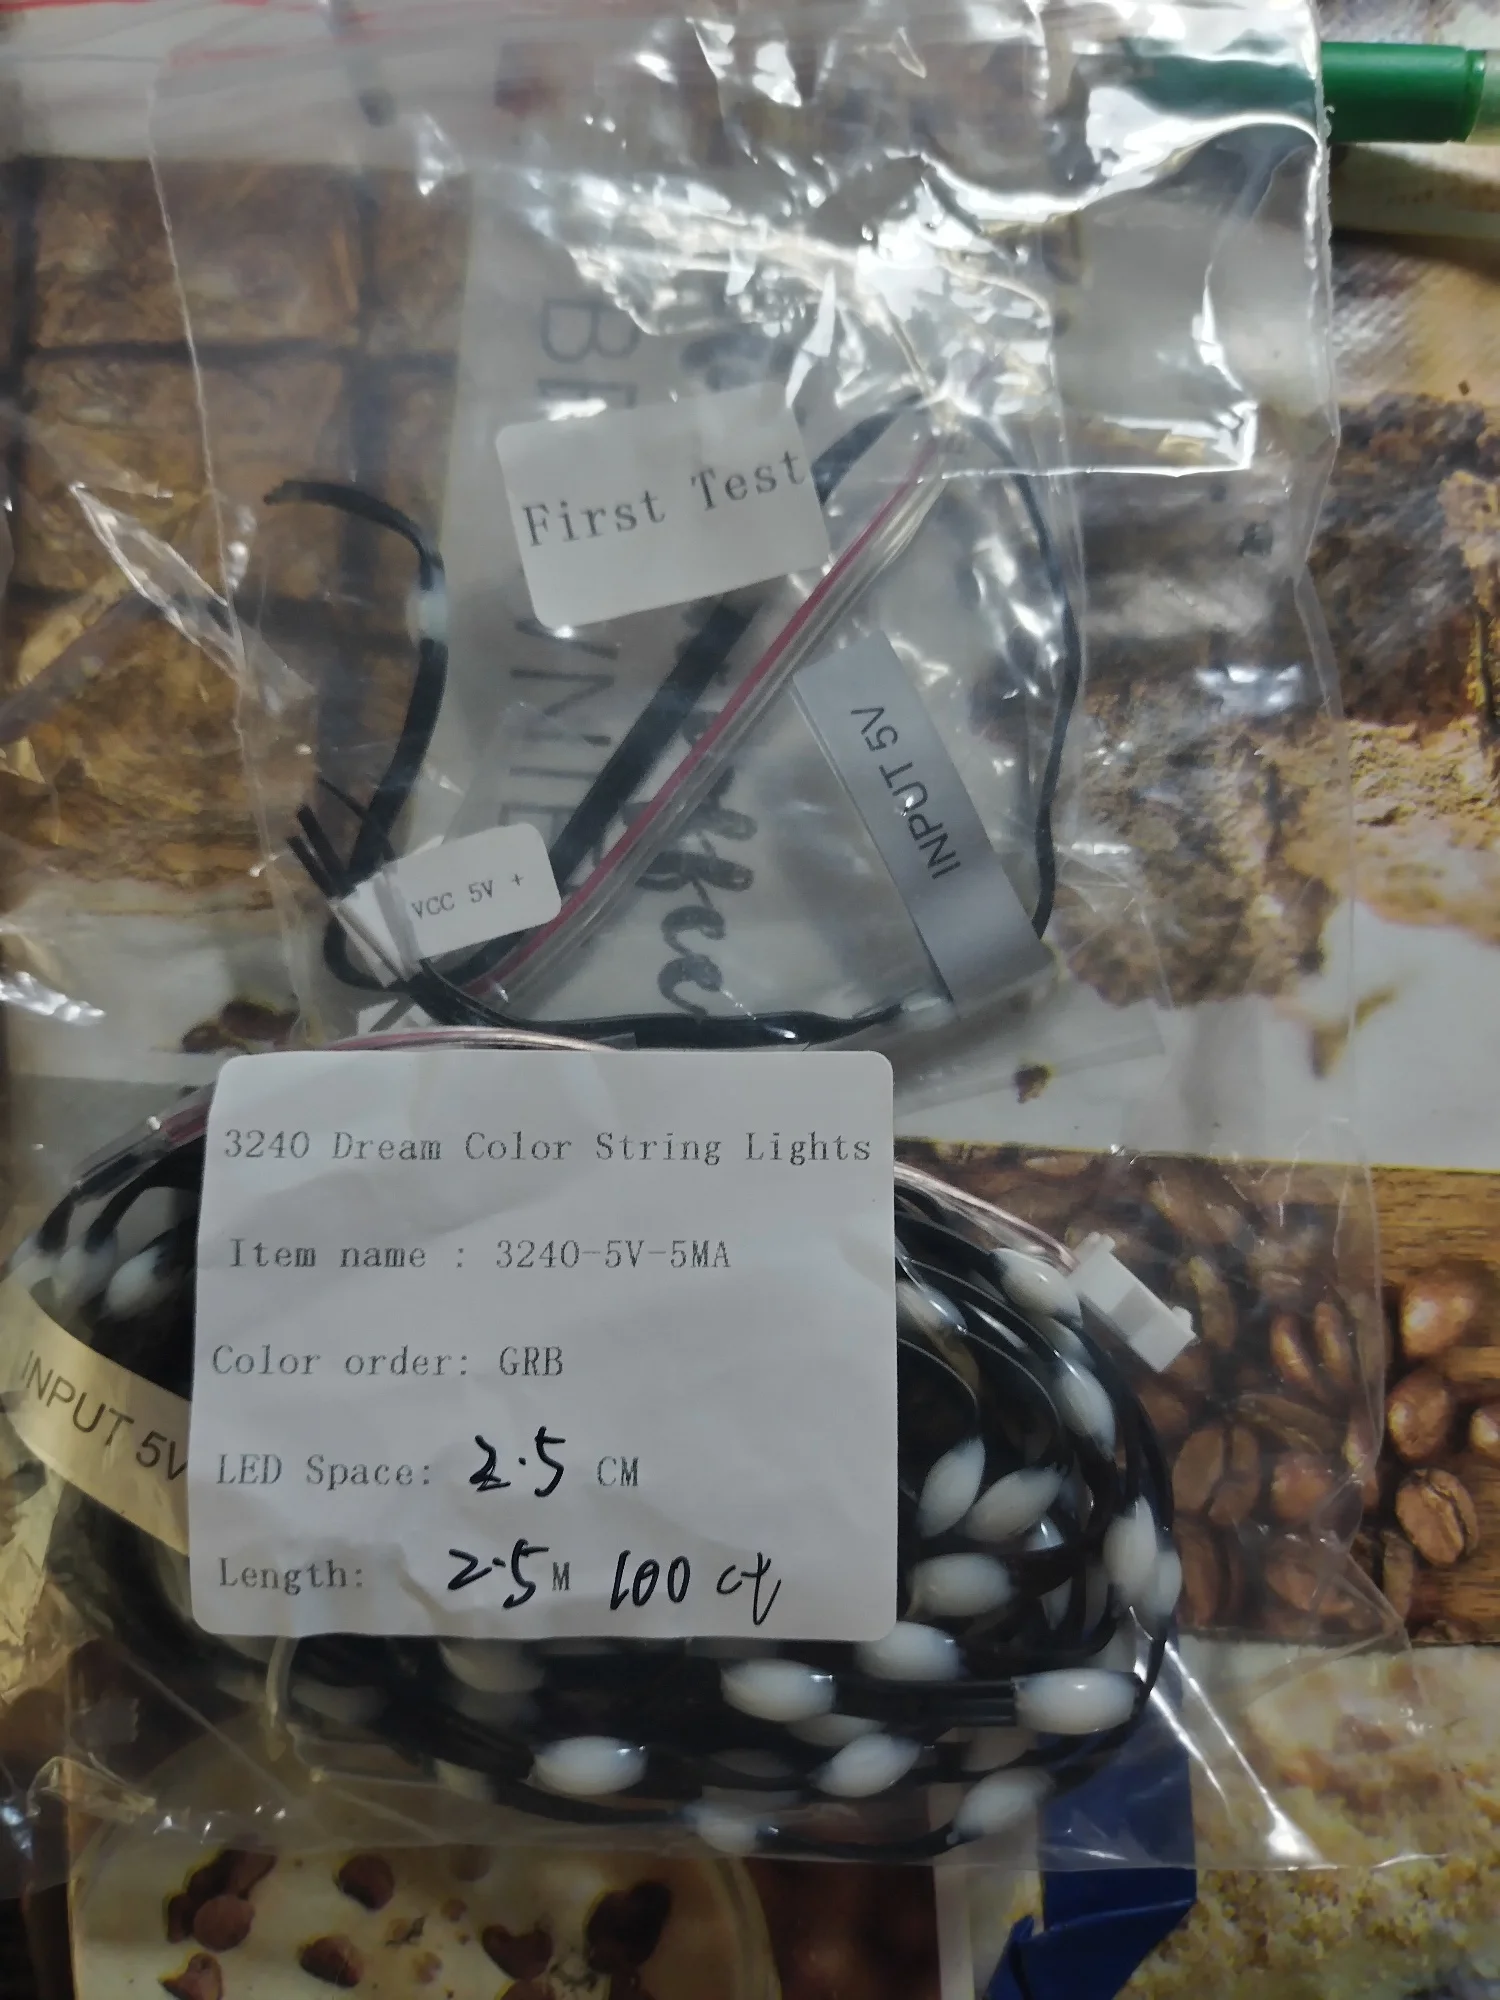 First Test
INPUT 5V
VCC 5V +
3240 Dream Color String Lights
Item name : 3240-5V-5MA
Color order: GRB
LED Space: 2.5 CM
Length: 2.5 M 100 ct
INPUT 5V